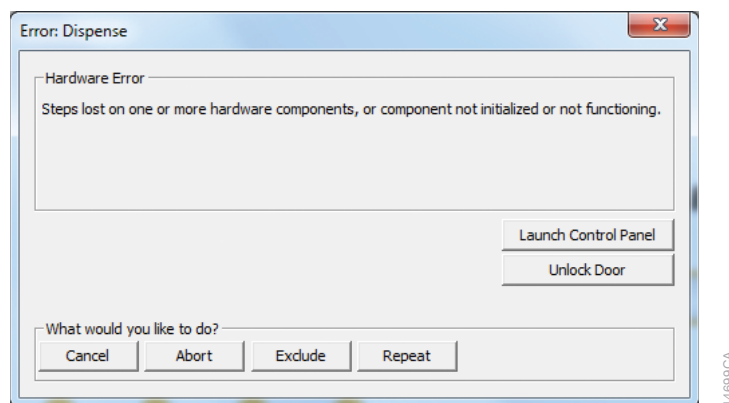 Error: Dispense
Hardware Error
Steps lost on one or more hardware components, or component not initialized or not functioning.
Launch Control Panel
Unlock Door
What would you like to do?
Cancel Abort Exclude Repeat